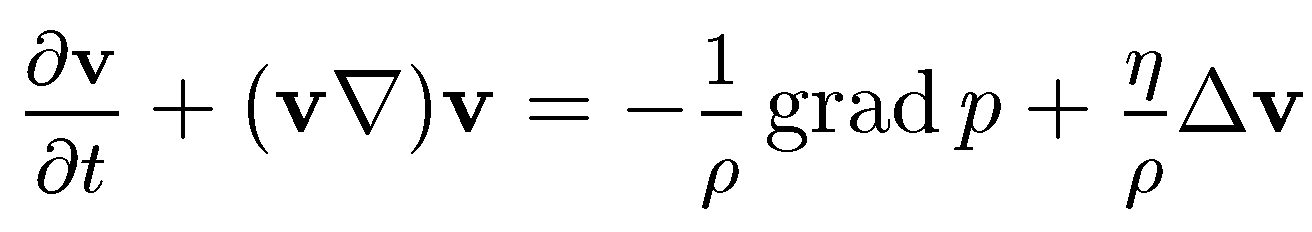 ∂𝐯/∂t + (𝐯∇)𝐯 = −1/ρ grad p + η/ρ Δ𝐯